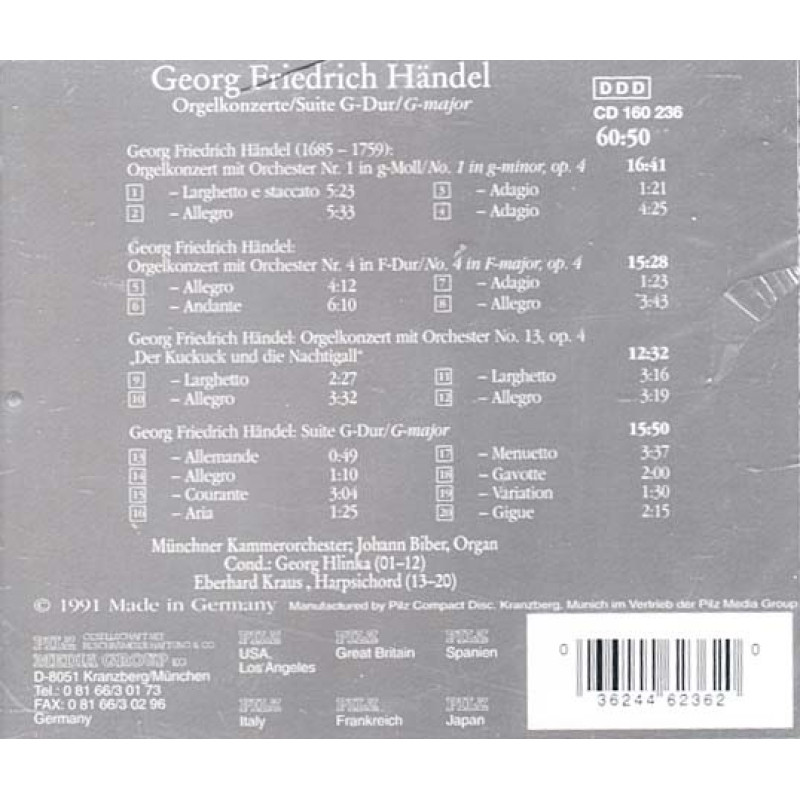 Georg Friedrich Händel
Orgelkonzerte/Suite G-Dur/G-major
DDD
CD 160 236
60:50
Georg Friedrich Händel (1685 – 1759):
Orgelkonzert mit Orchester Nr. 1 in g-Moll/No. 1 in g-minor, op. 4 16:41
1 – Larghetto e staccato 5:23 3 – Adagio 1:21
2 – Allegro 5:33 4 – Adagio 4:25
Georg Friedrich Händel:
Orgelkonzert mit Orchester Nr. 4 in F-Dur/No. 4 in F-major, op. 4 15:28
5 – Allegro 4:12 7 – Adagio 1:23
6 – Andante 6:10 8 – Allegro 3:43
Georg Friedrich Händel: Orgelkonzert mit Orchester No. 13, op. 4
„Der Kuckuck und die Nachtigall“ 12:32
9 – Larghetto 2:27 11 – Larghetto 3:16
10 – Allegro 3:32 12 – Allegro 3:19
Georg Friedrich Händel: Suite G-Dur/G-major 15:50
13 – Allemande 0:49 17 – Menuetto 3:37
14 – Allegro 1:10 18 – Gavotte 2:00
15 – Courante 3:04 19 – Variation 1:30
16 – Aria 1:25 20 – Gigue 2:15
Münchner Kammerorchester; Johann Biber, Organ
Cond.: Georg Hlinka (01–12)
Eberhard Kraus, Harpsichord (13–20)
© 1991 Made in Germany Manufactured by Pilz Compact Disc. Kranzberg, Munich im Vertrieb der Pilz Media Group
PILZ GESELLSCHAFT MIT
& CO.
MEDIA GROUP KG
D-8051 Kranzberg/München
Tel.: 0 81 66/3 01 73
FAX: 0 81 66/3 02 96
Germany
PILZ USA, Los Angeles
PILZ Great Britain
PILZ Spanien
PILZ Italy
PILZ Frankreich
PILZ Japan
0 36244 62362 0